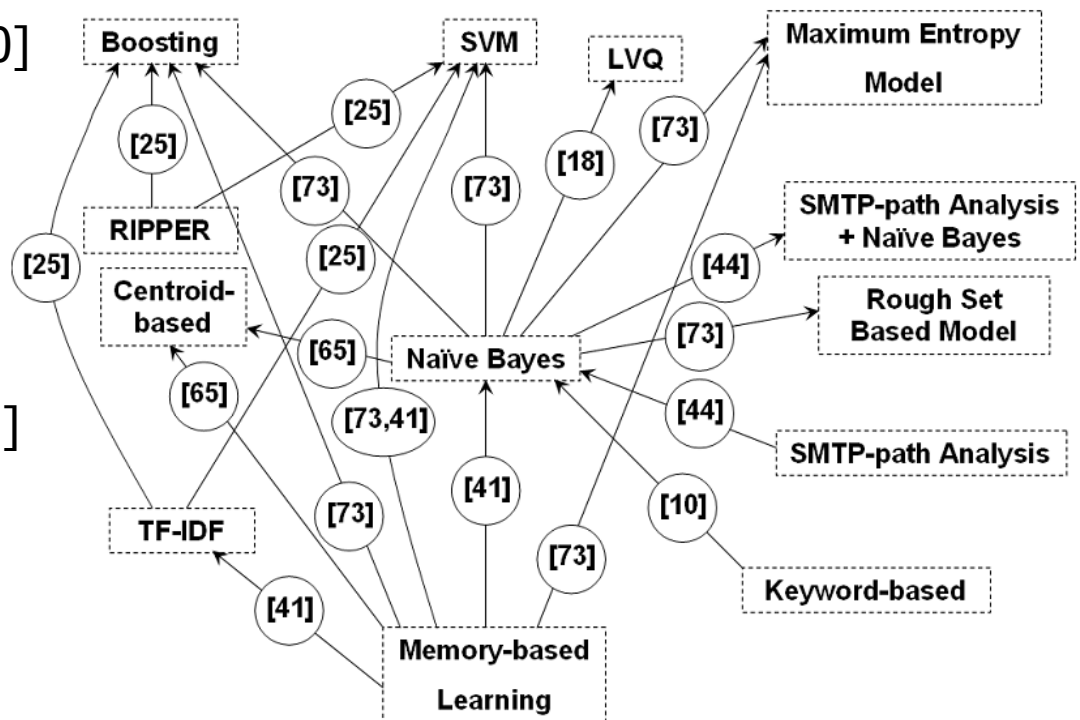 0]
Boosting
SVM
LVQ
Maximum Entropy
Model
[25]
[25]
[73]
[18]
[73]
[73]
RIPPER
SMTP-path Analysis
+ Naïve Bayes
[25]
[25]
[44]
Centroid-
based
Rough Set
Based Model
[65]
Naïve Bayes
[73]
[65]
[73,41]
[44]
]
SMTP-path Analysis
[41]
[73]
[10]
TF-IDF
[73]
Keyword-based
[41]
Memory-based
Learning